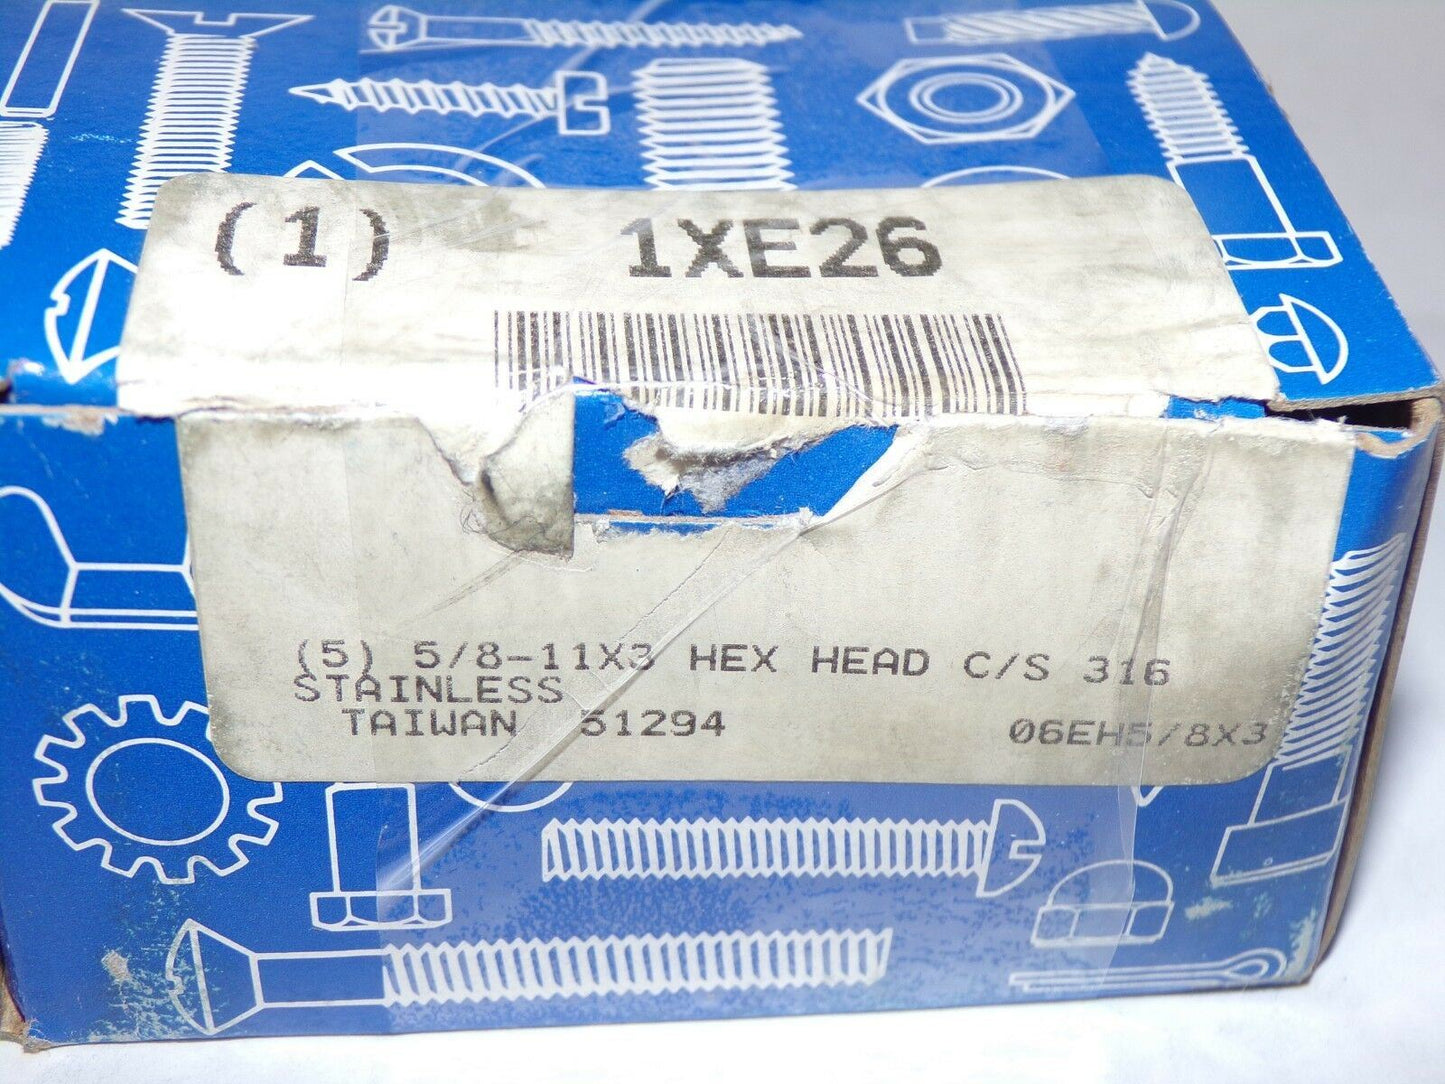 (1) 1XE26
(5) 5/8-11X3 HEX HEAD C/S 316
STAINLESS
TAIWAN 51294 06EH5/8X3